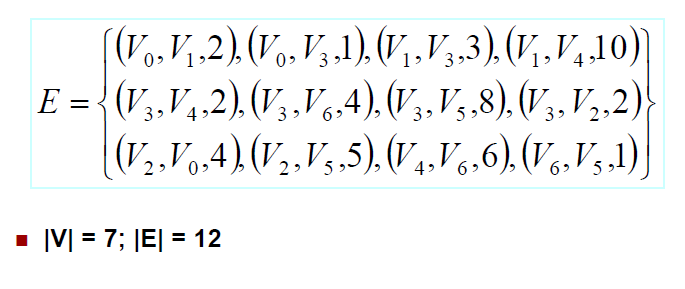 (V₀,V₁,2),(V₀,V₃,1),(V₁,V₃,3),(V₁,V₄,10)
E = {(V₃,V₄,2),(V₃,V₆,4),(V₃,V₅,8),(V₃,V₂,2)}
(V₂,V₀,4),(V₂,V₅,5),(V₄,V₆,6),(V₆,V₅,1)
■ |V| = 7; |E| = 12